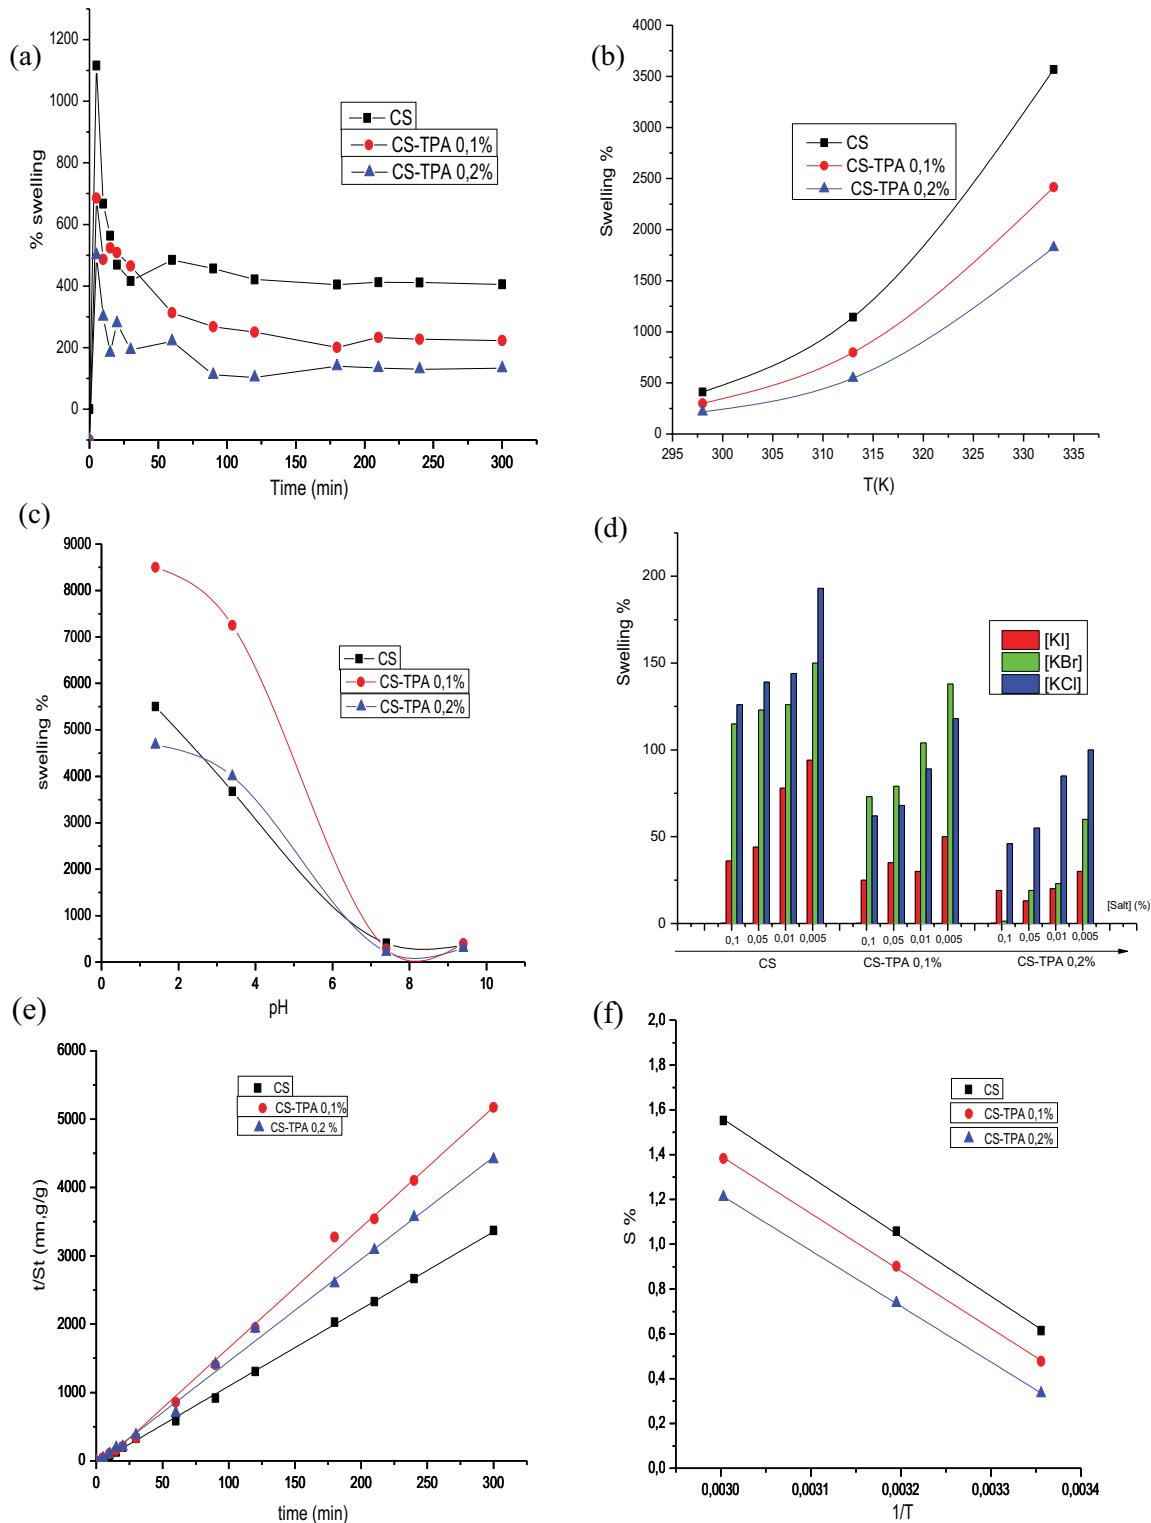 (a)
1200
1000
800
600
400
200
0
% swelling
CS
CS-TPA 0,1%
CS-TPA 0,2%
0 50 100 150 200 250 300
Time (min)
(b)
4000
3500
3000
2500
2000
1500
1000
500
0
Swelling %
CS
CS-TPA 0,1%
CS-TPA 0,2%
295 300 305 310 315 320 325 330 335
T(K)
(c)
9000
8000
7000
6000
5000
4000
3000
2000
1000
0
swelling %
CS
CS-TPA 0,1%
CS-TPA 0,2%
0 2 4 6 8 10
pH
(d)
200
150
100
50
0
Swelling %
[KI]
[KBr]
[KCl]
[Salt] (%)
0,1 0,05 0,01 0,005 0,1 0,05 0,01 0,005 0,1 0,05 0,01 0,005
CS CS-TPA 0,1% CS-TPA 0,2%
(e)
6000
5000
4000
3000
2000
1000
0
t/St (mn,g/g)
CS
CS-TPA 0,1%
CS-TPA 0,2 %
0 50 100 150 200 250 300
time (min)
(f)
2,0
1,8
1,6
1,4
1,2
1,0
0,8
0,6
0,4
0,2
0,0
S %
CS
CS-TPA 0,1%
CS-TPA 0,2%
0,0030 0,0031 0,0032 0,0033 0,0034
1/T